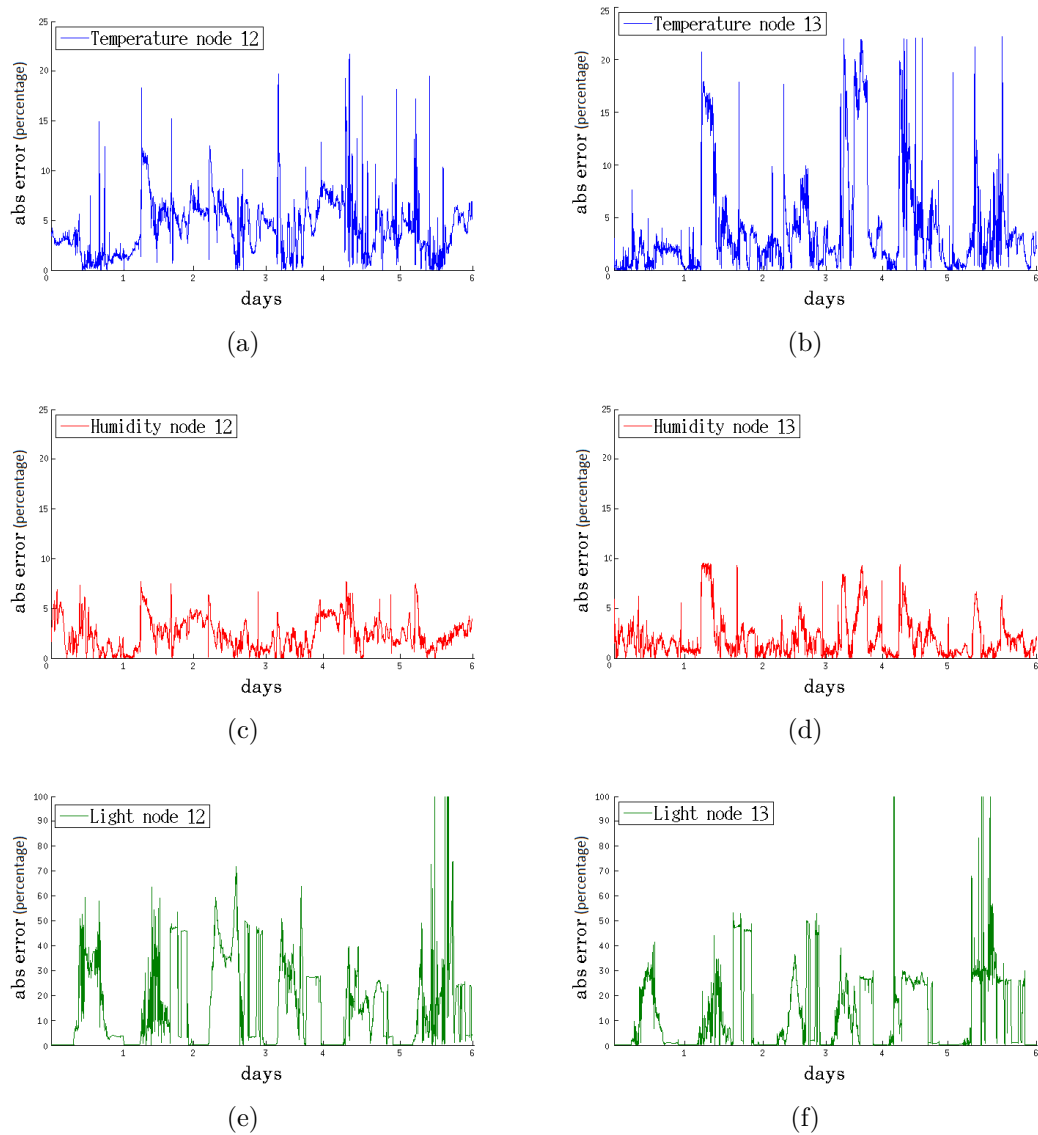 Temperature node 12
abs error (percentage)
25
20
15
10
5
0
0 1 2 3 4 5 6
days
(a)
Temperature node 13
abs error (percentage)
25
20
15
10
5
0
0 1 2 3 4 5 6
days
(b)
Humidity node 12
abs error (percentage)
25
20
15
10
5
0
0 1 2 3 4 5 6
days
(c)
Humidity node 13
abs error (percentage)
25
20
15
10
5
0
0 1 2 3 4 5 6
days
(d)
Light node 12
abs error (percentage)
100
90
80
70
60
50
40
30
20
10
0
0 1 2 3 4 5 6
days
(e)
Light node 13
abs error (percentage)
100
90
80
70
60
50
40
30
20
10
0
0 1 2 3 4 5 6
days
(f)